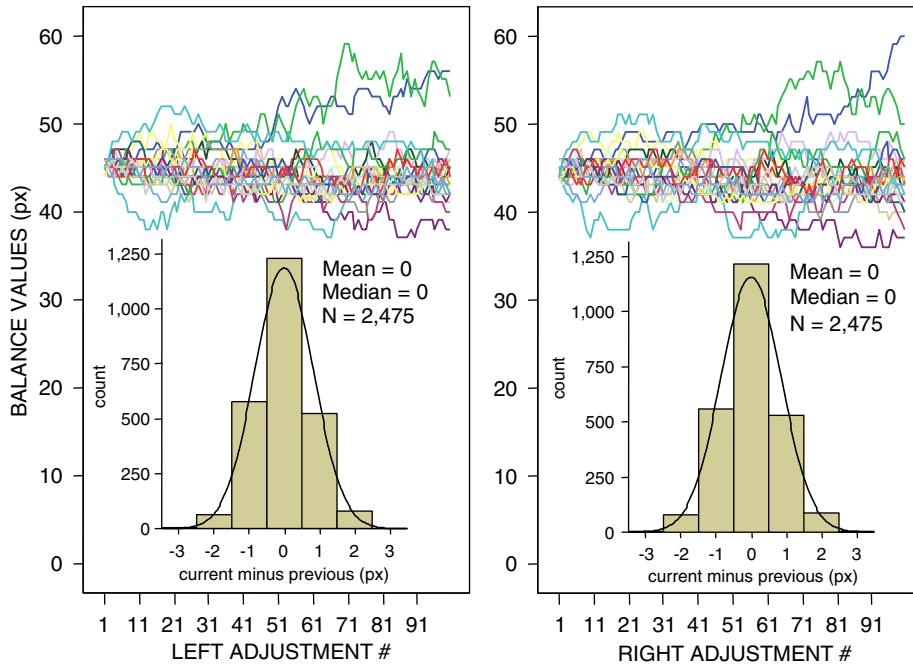 BALANCE VALUES (px)
60
50
40
30
20
10
0
1,250
1,000
750
500
250
0
count
Mean = 0
Median = 0
N = 2,475
-3 -2 -1 0 1 2 3
current minus previous (px)
1 11 21 31 41 51 61 71 81 91
LEFT ADJUSTMENT #
60
50
40
30
20
10
0
1,250
1,000
750
500
250
0
count
Mean = 0
Median = 0
N = 2,475
-3 -2 -1 0 1 2 3
current minus previous (px)
1 11 21 31 41 51 61 71 81 91
RIGHT ADJUSTMENT #